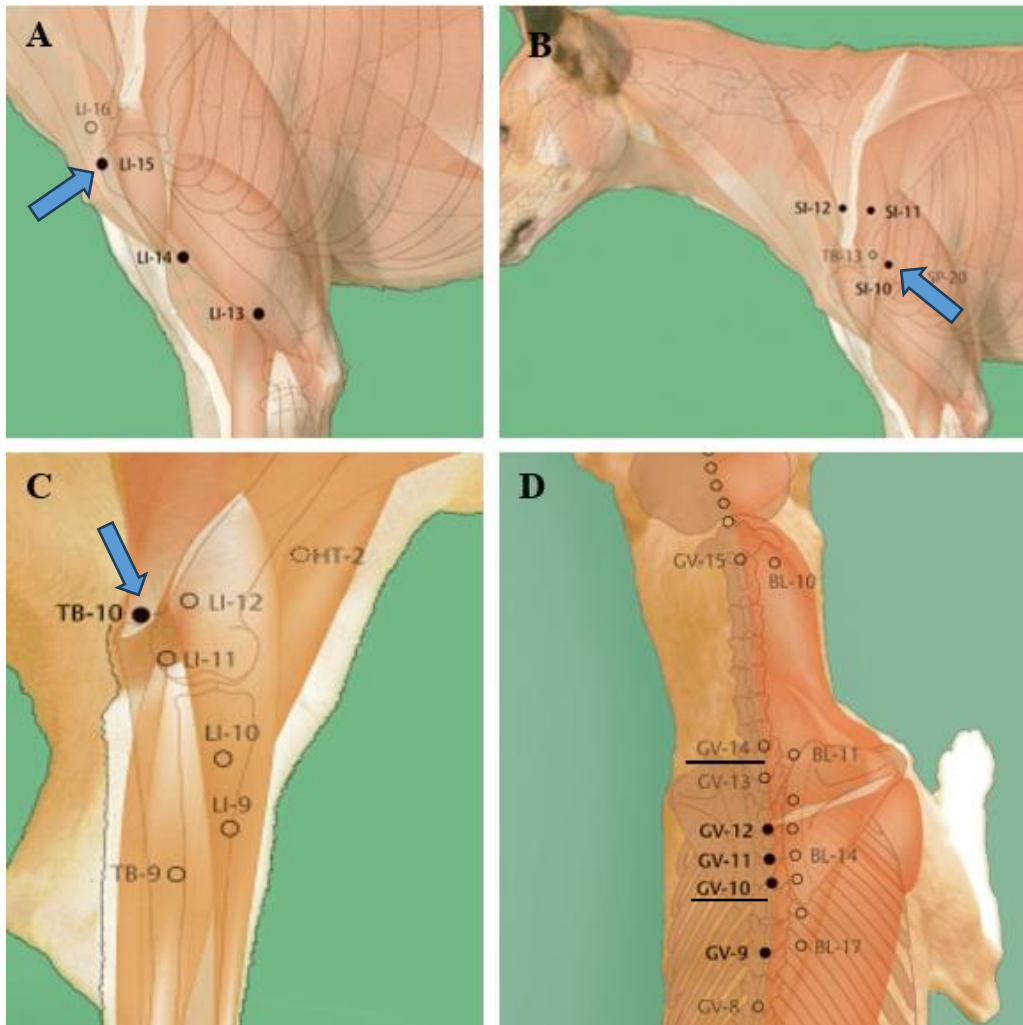 A
LI-16
LI-15
LI-14
LI-13
B
SI-12
SI-11
TB-13
SP-20
SI-10
C
HT-2
TB-10
LI-12
LI-11
LI-10
LI-9
TB-9
D
GV-15
BL-10
GV-14
BL-11
GV-13
GV-12
GV-11
BL-14
GV-10
GV-9
BL-17
GV-8